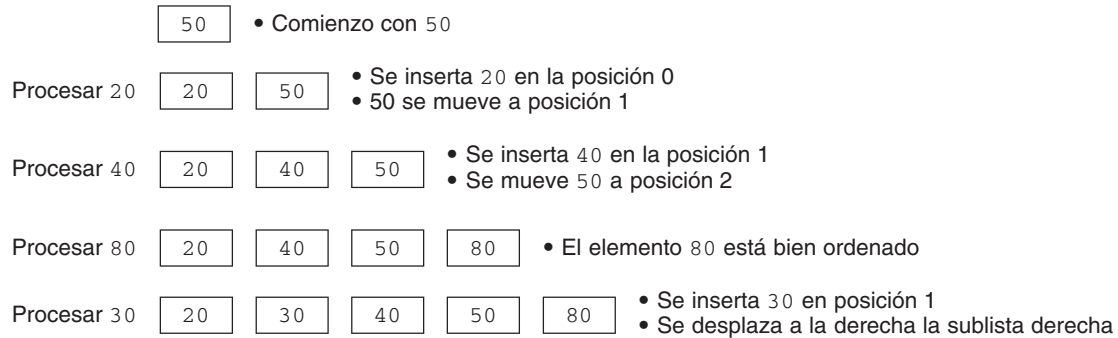 50 • Comienzo con 50
Procesar 20 20 50 • Se inserta 20 en la posición 0
• 50 se mueve a posición 1
Procesar 40 20 40 50 • Se inserta 40 en la posición 1
• Se mueve 50 a posición 2
Procesar 80 20 40 50 80 • El elemento 80 está bien ordenado
Procesar 30 20 30 40 50 80 • Se inserta 30 en posición 1
• Se desplaza a la derecha la sublista derecha